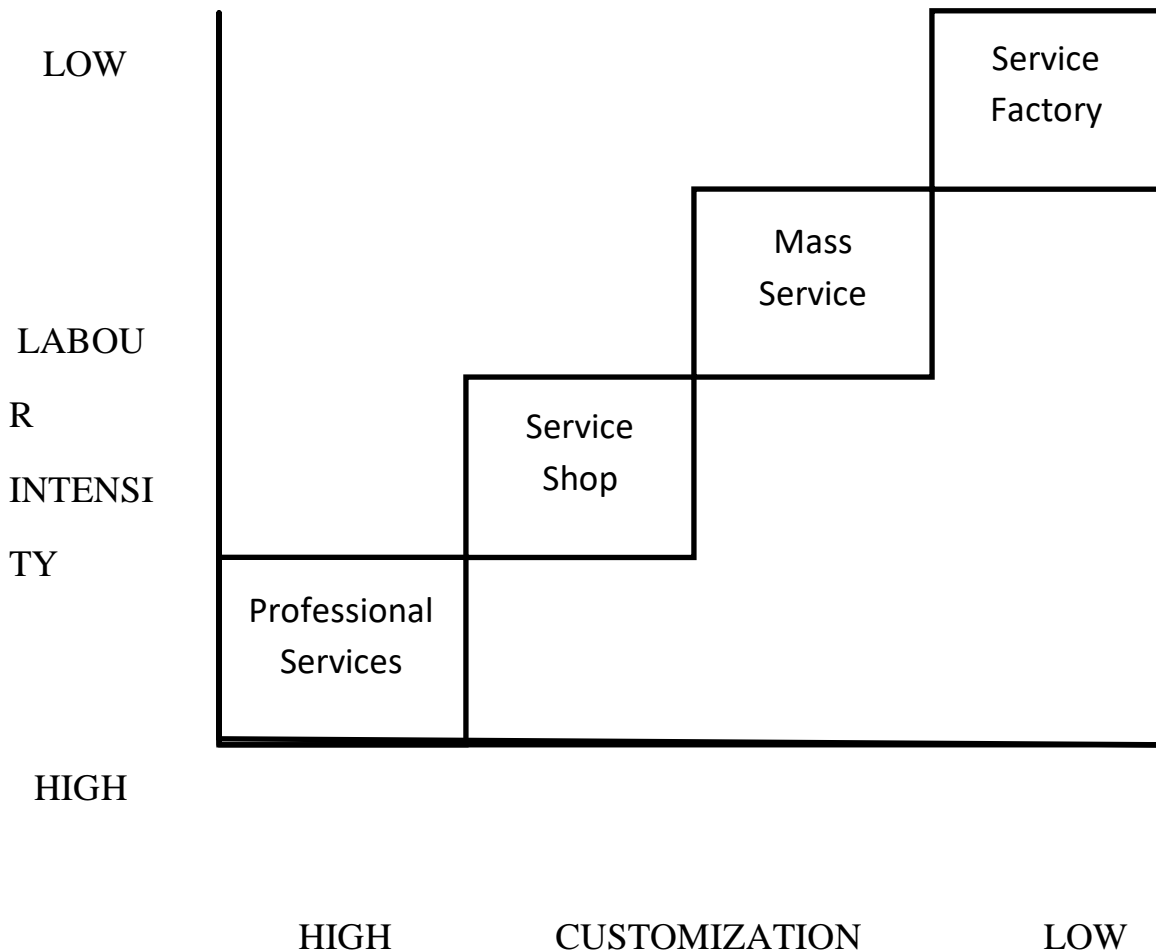 LOW
Service
Factory
Mass
Service
LABOU
R
INTENSI
TY
Service
Shop
Professional
Services
HIGH
HIGH CUSTOMIZATION LOW